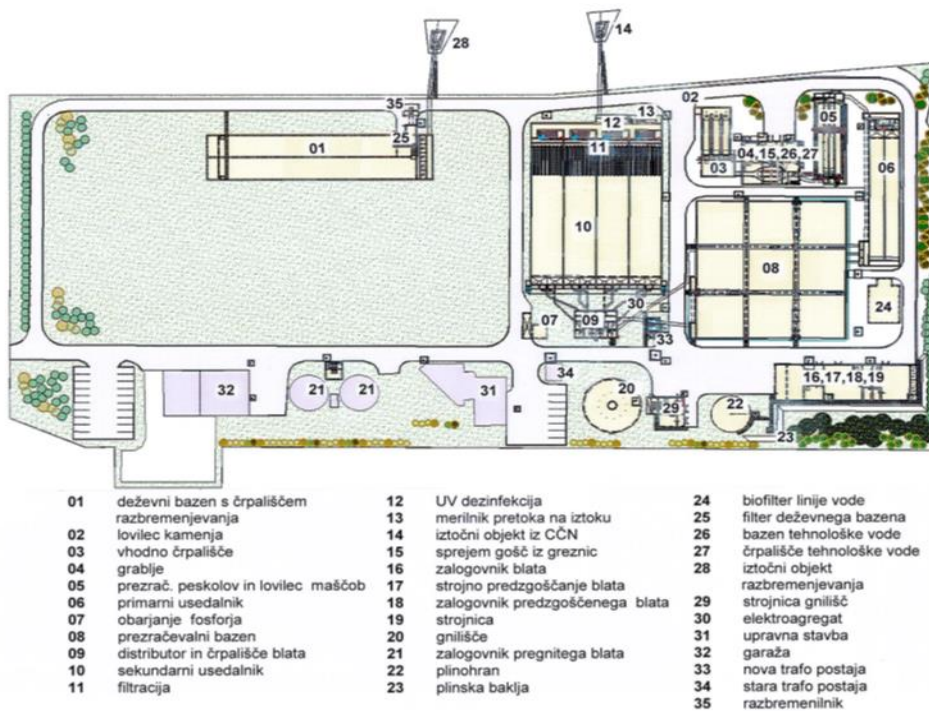 28
14
35
25
01
13
12
11
02
05
04,15,26,27
03
06
10
08
24
30
07
09
33
32
21
21
31
34
20
29
22
16,17,18,19
23
01 deževni bazen s črpališčem
razbremenjevanja
02 lovilec kamenja
03 vhodno črpališče
04 grablje
05 prezrač. peskolov in lovilec maščob
06 primarni usedalnik
07 obarjanje fosforja
08 prezračevalni bazen
09 distributor in črpališče blata
10 sekundarni usedalnik
11 filtracija
12 UV dezinfekcija
13 merilnik pretoka na iztoku
14 iztočni objekt iz CČN
15 sprejem gošč iz greznic
16 zalogovnik blata
17 strojno predzgoščanje blata
18 zalogovnik predzgoščenega blata
19 strojnica
20 gnilišče
21 zalogovnik pregnitega blata
22 plinohran
23 plinska baklja
24 biofilter linije vode
25 filter deževnega bazena
26 bazen tehnološke vode
27 črpališče tehnološke vode
28 iztočni objekt
razbremenjevanja
29 strojnica gnilišč
30 elektroagregat
31 upravna stavba
32 garaža
33 nova trafo postaja
34 stara trafo postaja
35 razbremenilnik